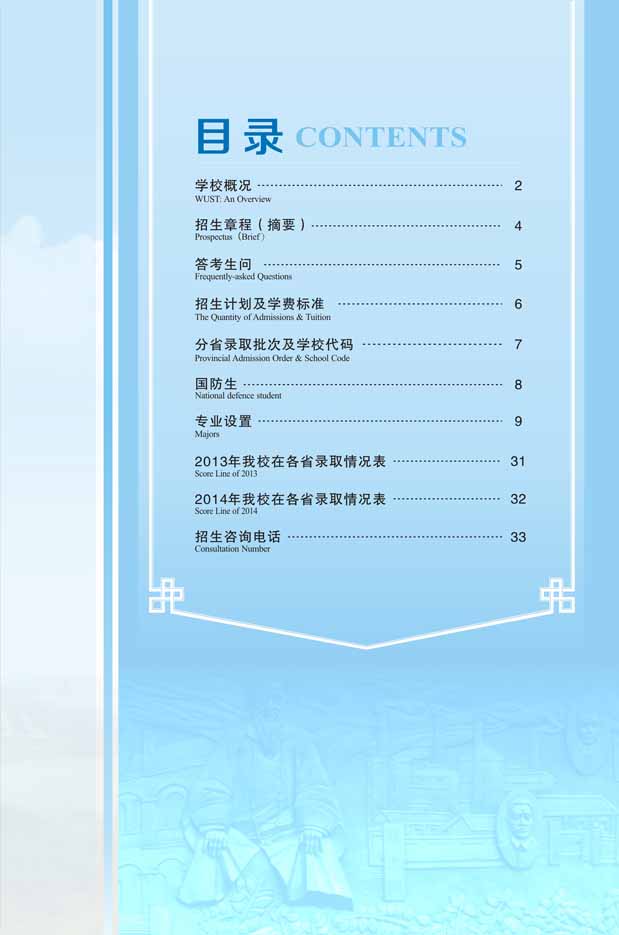 目录 CONTENTS
学校概况 2
WUST: An Overview
招生章程（摘要） 4
Prospectus（Brief）
答考生问 5
Frequently-asked Questions
招生计划及学费标准 6
The Quantity of Admissions & Tuition
分省录取批次及学校代码 7
Provincial Admission Order & School Code
国防生 8
National defence student
专业设置 9
Majors
2013年我校在各省录取情况表 31
Score Line of 2013
2014年我校在各省录取情况表 32
Score Line of 2014
招生咨询电话 33
Consultation Number